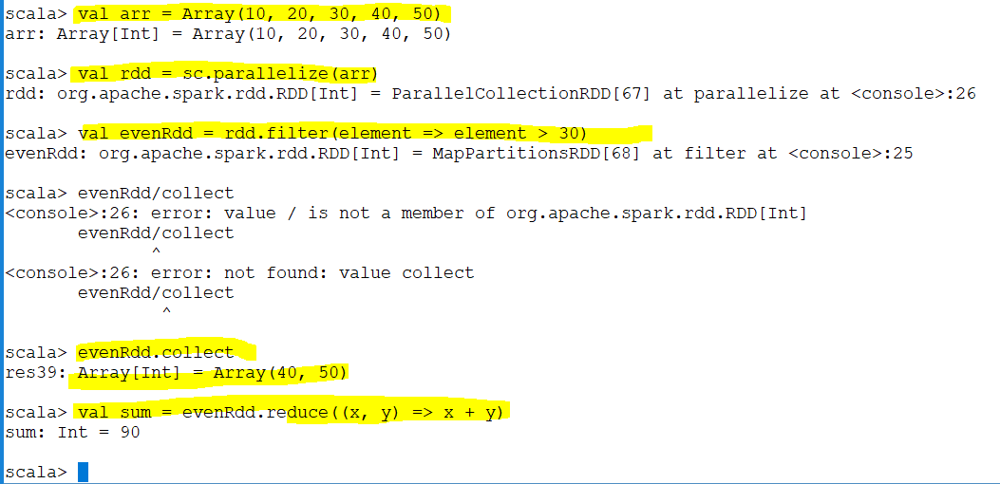 scala> val arr = Array(10, 20, 30, 40, 50)
arr: Array[Int] = Array(10, 20, 30, 40, 50)
scala> val rdd = sc.parallelize(arr)
rdd: org.apache.spark.rdd.RDD[Int] = ParallelCollectionRDD[67] at parallelize at <console>:26
scala> val evenRdd = rdd.filter(element => element > 30)
evenRdd: org.apache.spark.rdd.RDD[Int] = MapPartitionsRDD[68] at filter at <console>:25
scala> evenRdd/collect
<console>:26: error: value / is not a member of org.apache.spark.rdd.RDD[Int]
       evenRdd/collect
              ^
<console>:26: error: not found: value collect
       evenRdd/collect
               ^
scala> evenRdd.collect
res39: Array[Int] = Array(40, 50)
scala> val sum = evenRdd.reduce((x, y) => x + y)
sum: Int = 90
scala>